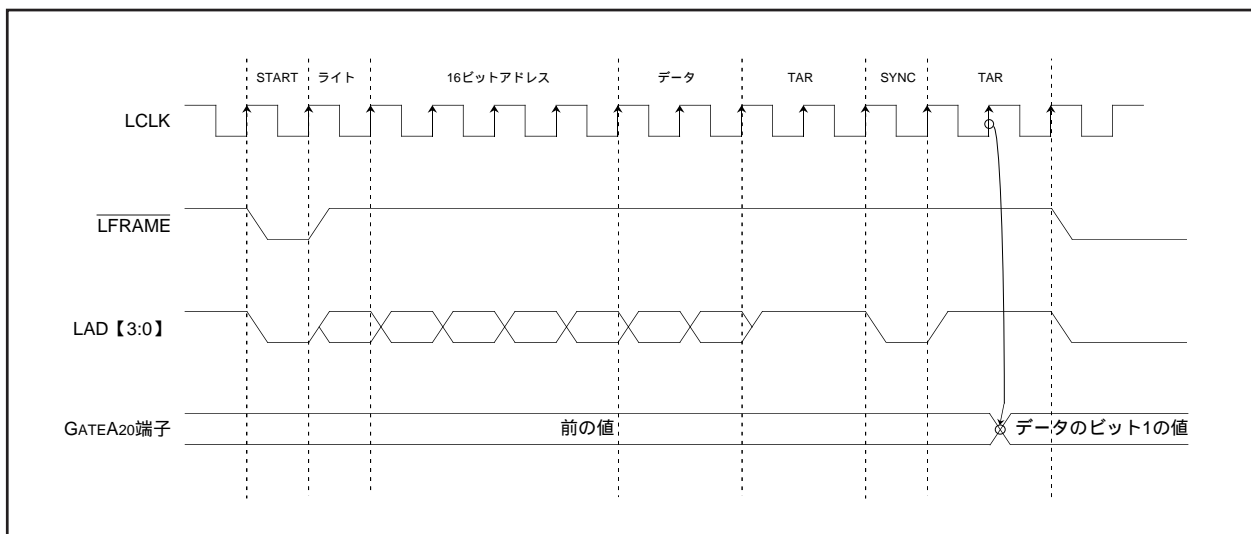 START ライト 16ビットアドレス データ TAR SYNC TAR
LCLK
LFRAME
LAD【3:0】
GATEA20端子 前の値 データのビット1の値